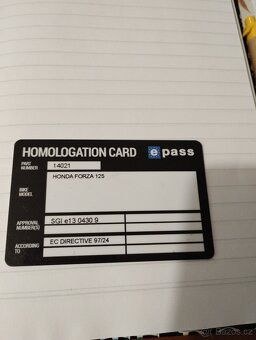 HOMOLOGATION CARD e pass
PART NUMBER 14021
BIKE MODEL HONDA FORZA 125
APPROVAL NUMBER(S) SGI e13 0430 9
ACCORDING TO EC DIRECTIVE 97/24